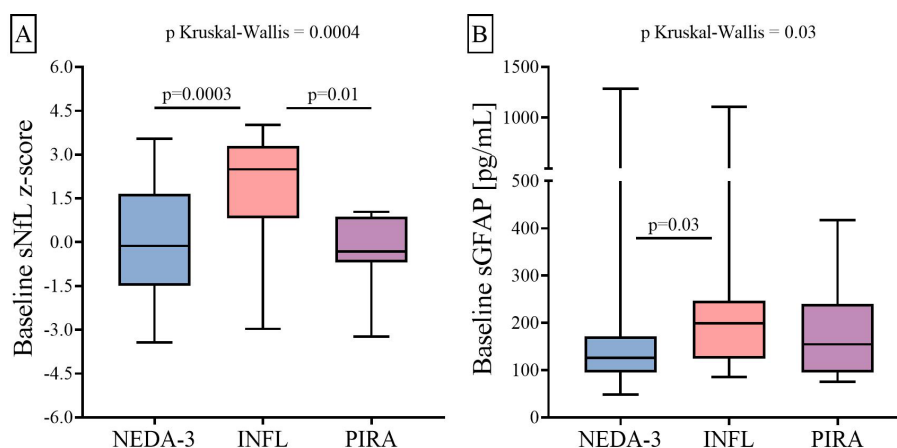 A
p Kruskal-Wallis = 0.0004
Baseline sNfL z-score
6.0
4.5
3.0
1.5
0.0
-1.5
-3.0
-4.5
-6.0
p=0.0003
p=0.01
NEDA-3
INFL
PIRA
B
p Kruskal-Wallis = 0.03
Baseline sGFAP [pg/mL]
1500
1000
500
400
300
200
100
0
p=0.03
NEDA-3
INFL
PIRA